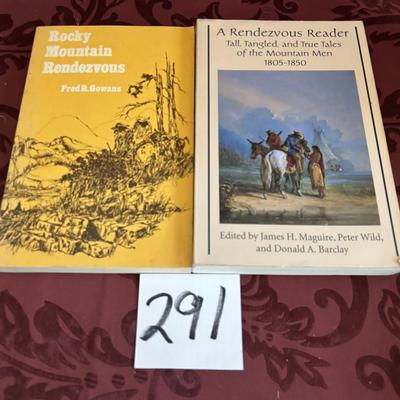 Rocky
Mountain
Rendezvous
Fred R. Gowans
A Rendezvous Reader
Tall, Tangled, and True Tales
of the Mountain Men
1805-1850
Edited by James H. Maguire, Peter Wild,
and Donald A. Barclay
291